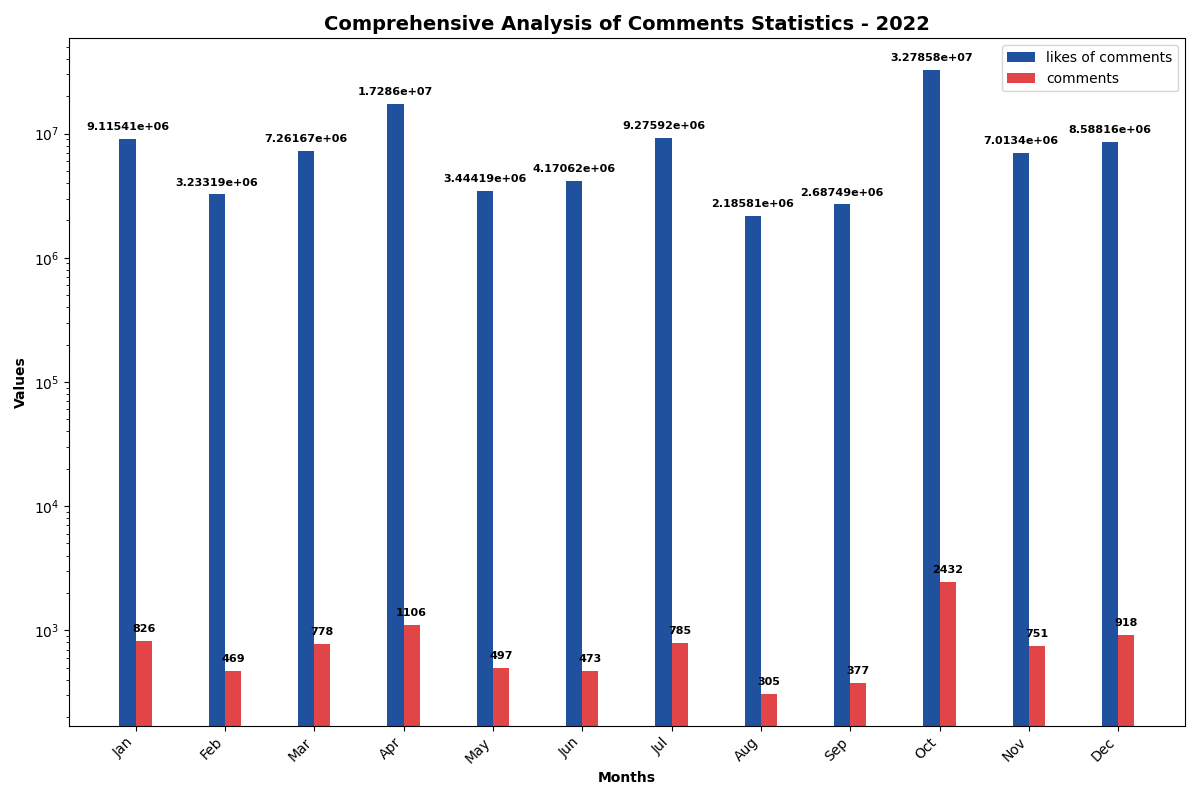 Comprehensive Analysis of Comments Statistics - 2022
likes of comments
comments
Values
10^7
10^6
10^5
10^4
10^3
9.11541e+06
3.23319e+06
7.26167e+06
1.7286e+07
3.44419e+06
4.17062e+06
9.27592e+06
2.18581e+06
2.68749e+06
3.27858e+07
7.0134e+06
8.58816e+06
826
469
778
1106
497
473
785
305
377
2432
751
918
Jan
Feb
Mar
Apr
May
Jun
Jul
Aug
Sep
Oct
Nov
Dec
Months